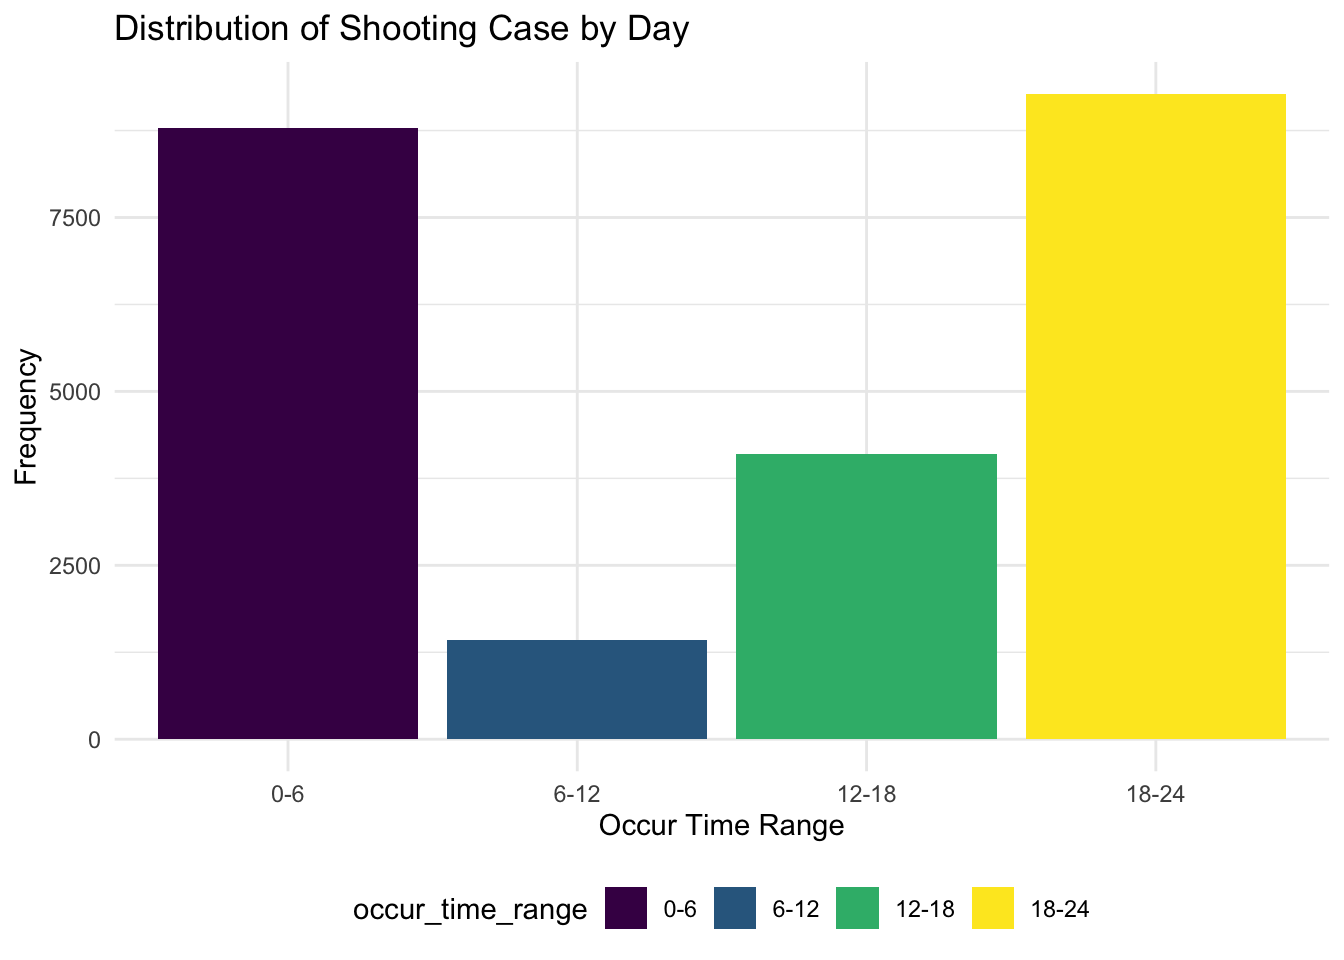 Distribution of Shooting Case by Day
Frequency
7500
5000
2500
0
0-6 6-12 12-18 18-24
Occur Time Range
occur_time_range 0-6 6-12 12-18 18-24